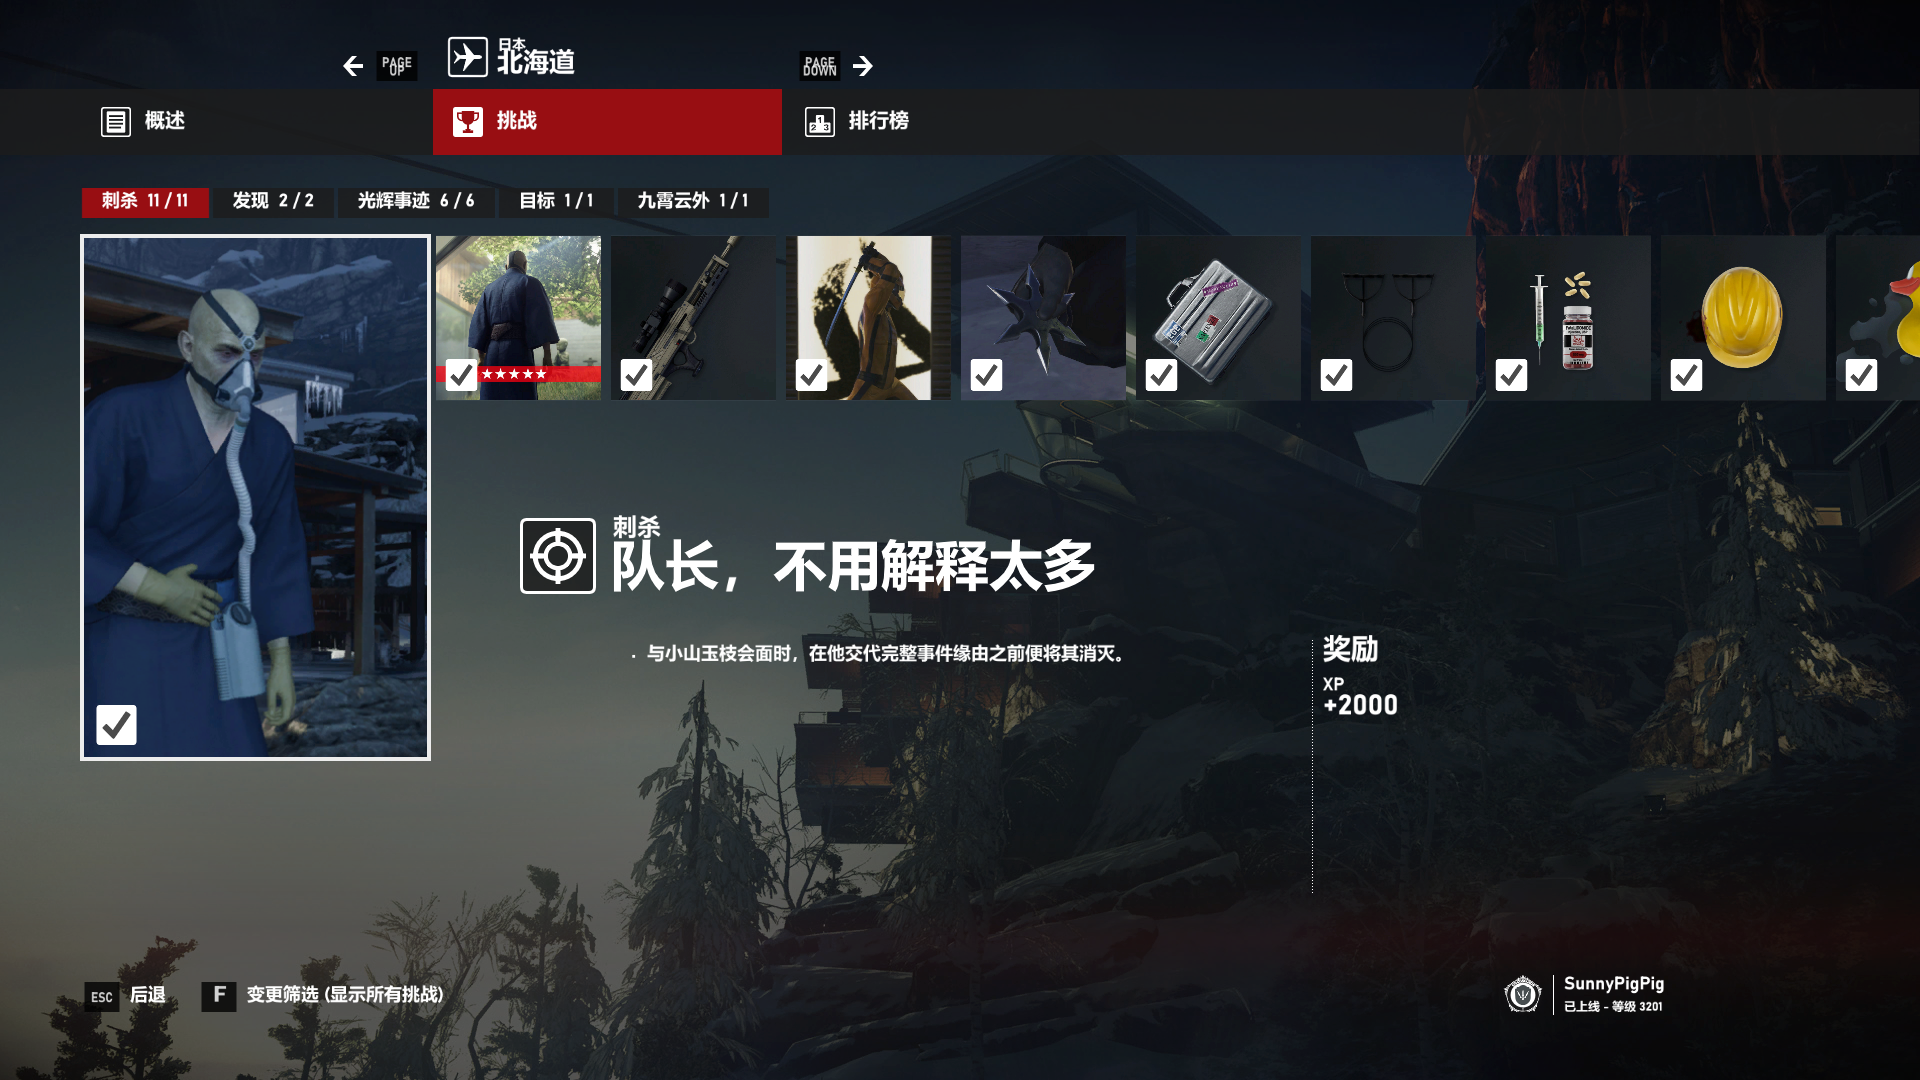 PAGE UP
日本
北海道
PAGE DOWN
概述
挑战
排行榜
刺杀 11 / 11
发现 2 / 2
光辉事迹 6 / 6
目标 1 / 1
九霄云外 1 / 1
刺杀
队长，不用解释太多
· 与小山玉枝会面时，在他交代完整事件缘由之前便将其消灭。
奖励
XP
+2000
ESC 后退
F 变更筛选 (显示所有挑战)
SunnyPigPig
已上线 - 等级 3201